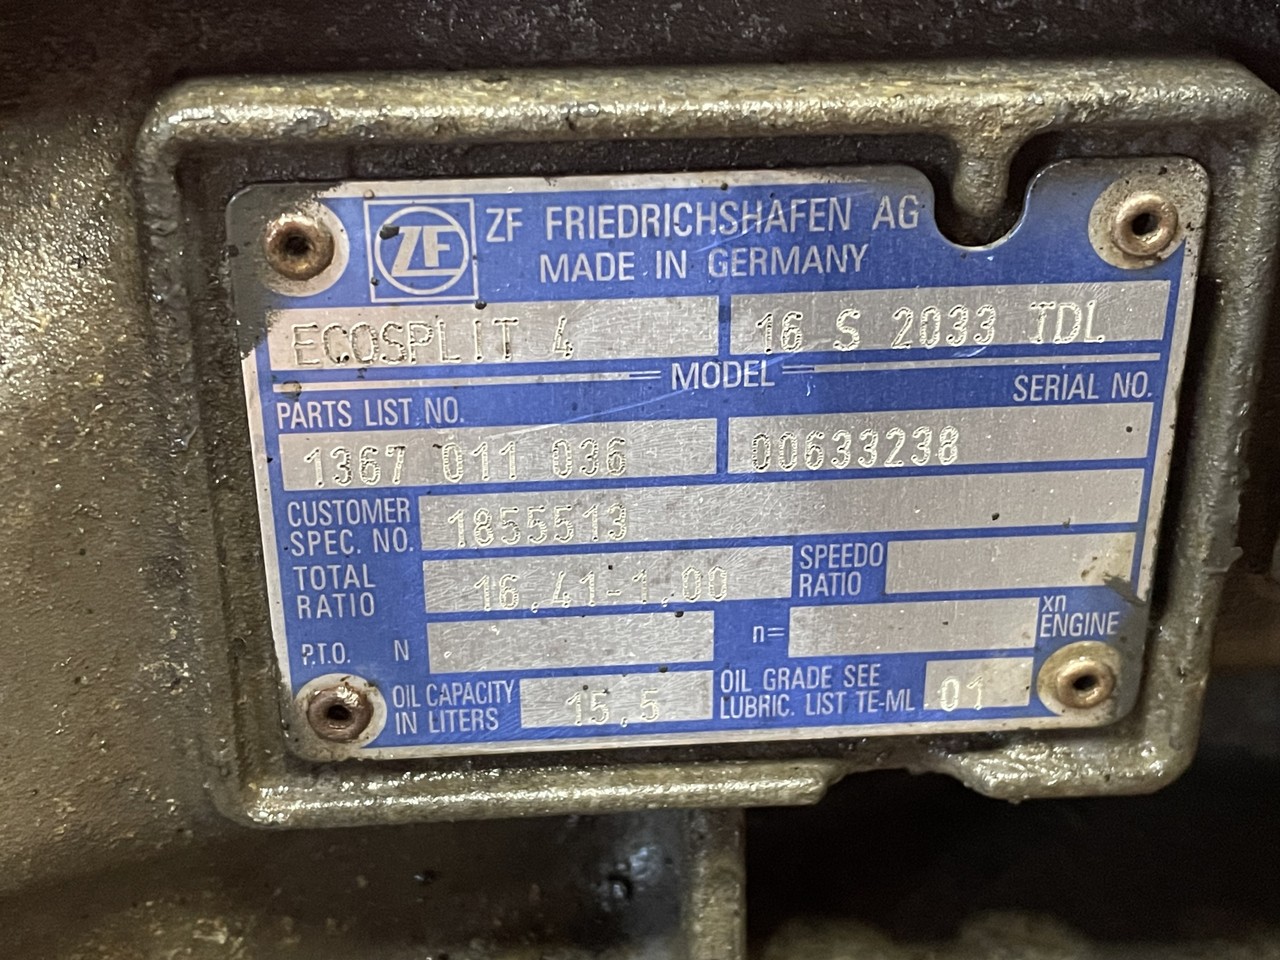 ZF ZF FRIEDRICHSHAFEN AG
MADE IN GERMANY
ECOSPLIT 4 16 S 2033 TDL
MODEL
PARTS LIST NO. SERIAL NO.
1367 011 036 00633238
CUSTOMER SPEC. NO. 1855513
TOTAL RATIO 16,41-1,00 SPEEDO RATIO
P.T.O. N n= xn ENGINE
OIL CAPACITY IN LITERS 15,5 OIL GRADE SEE LUBRIC. LIST TE-ML 01